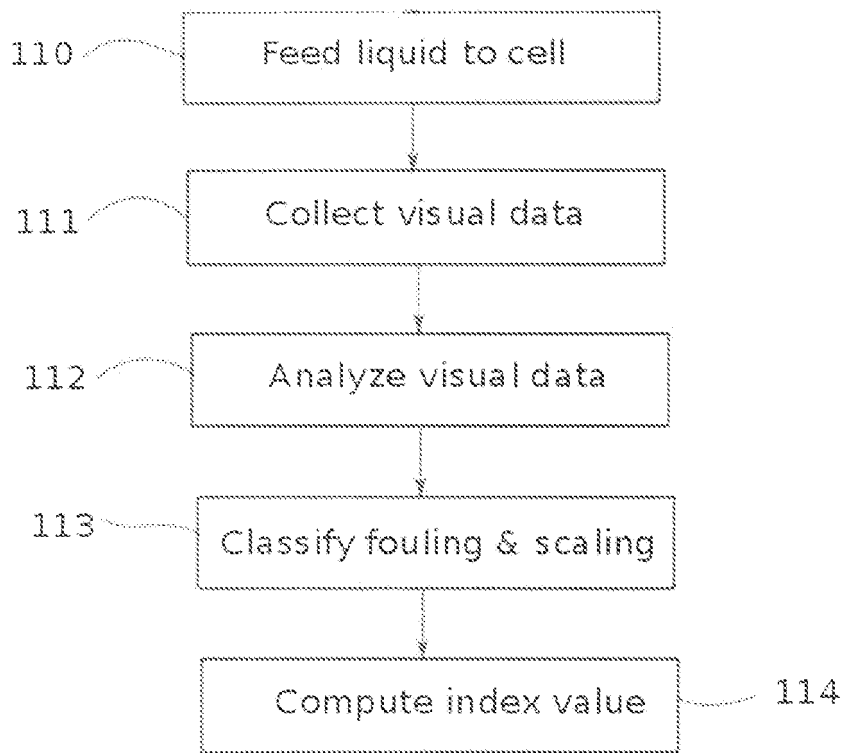 110 Feed liquid to cell
111 Collect visual data
112 Analyze visual data
113 Classify fouling & scaling
Compute index value 114